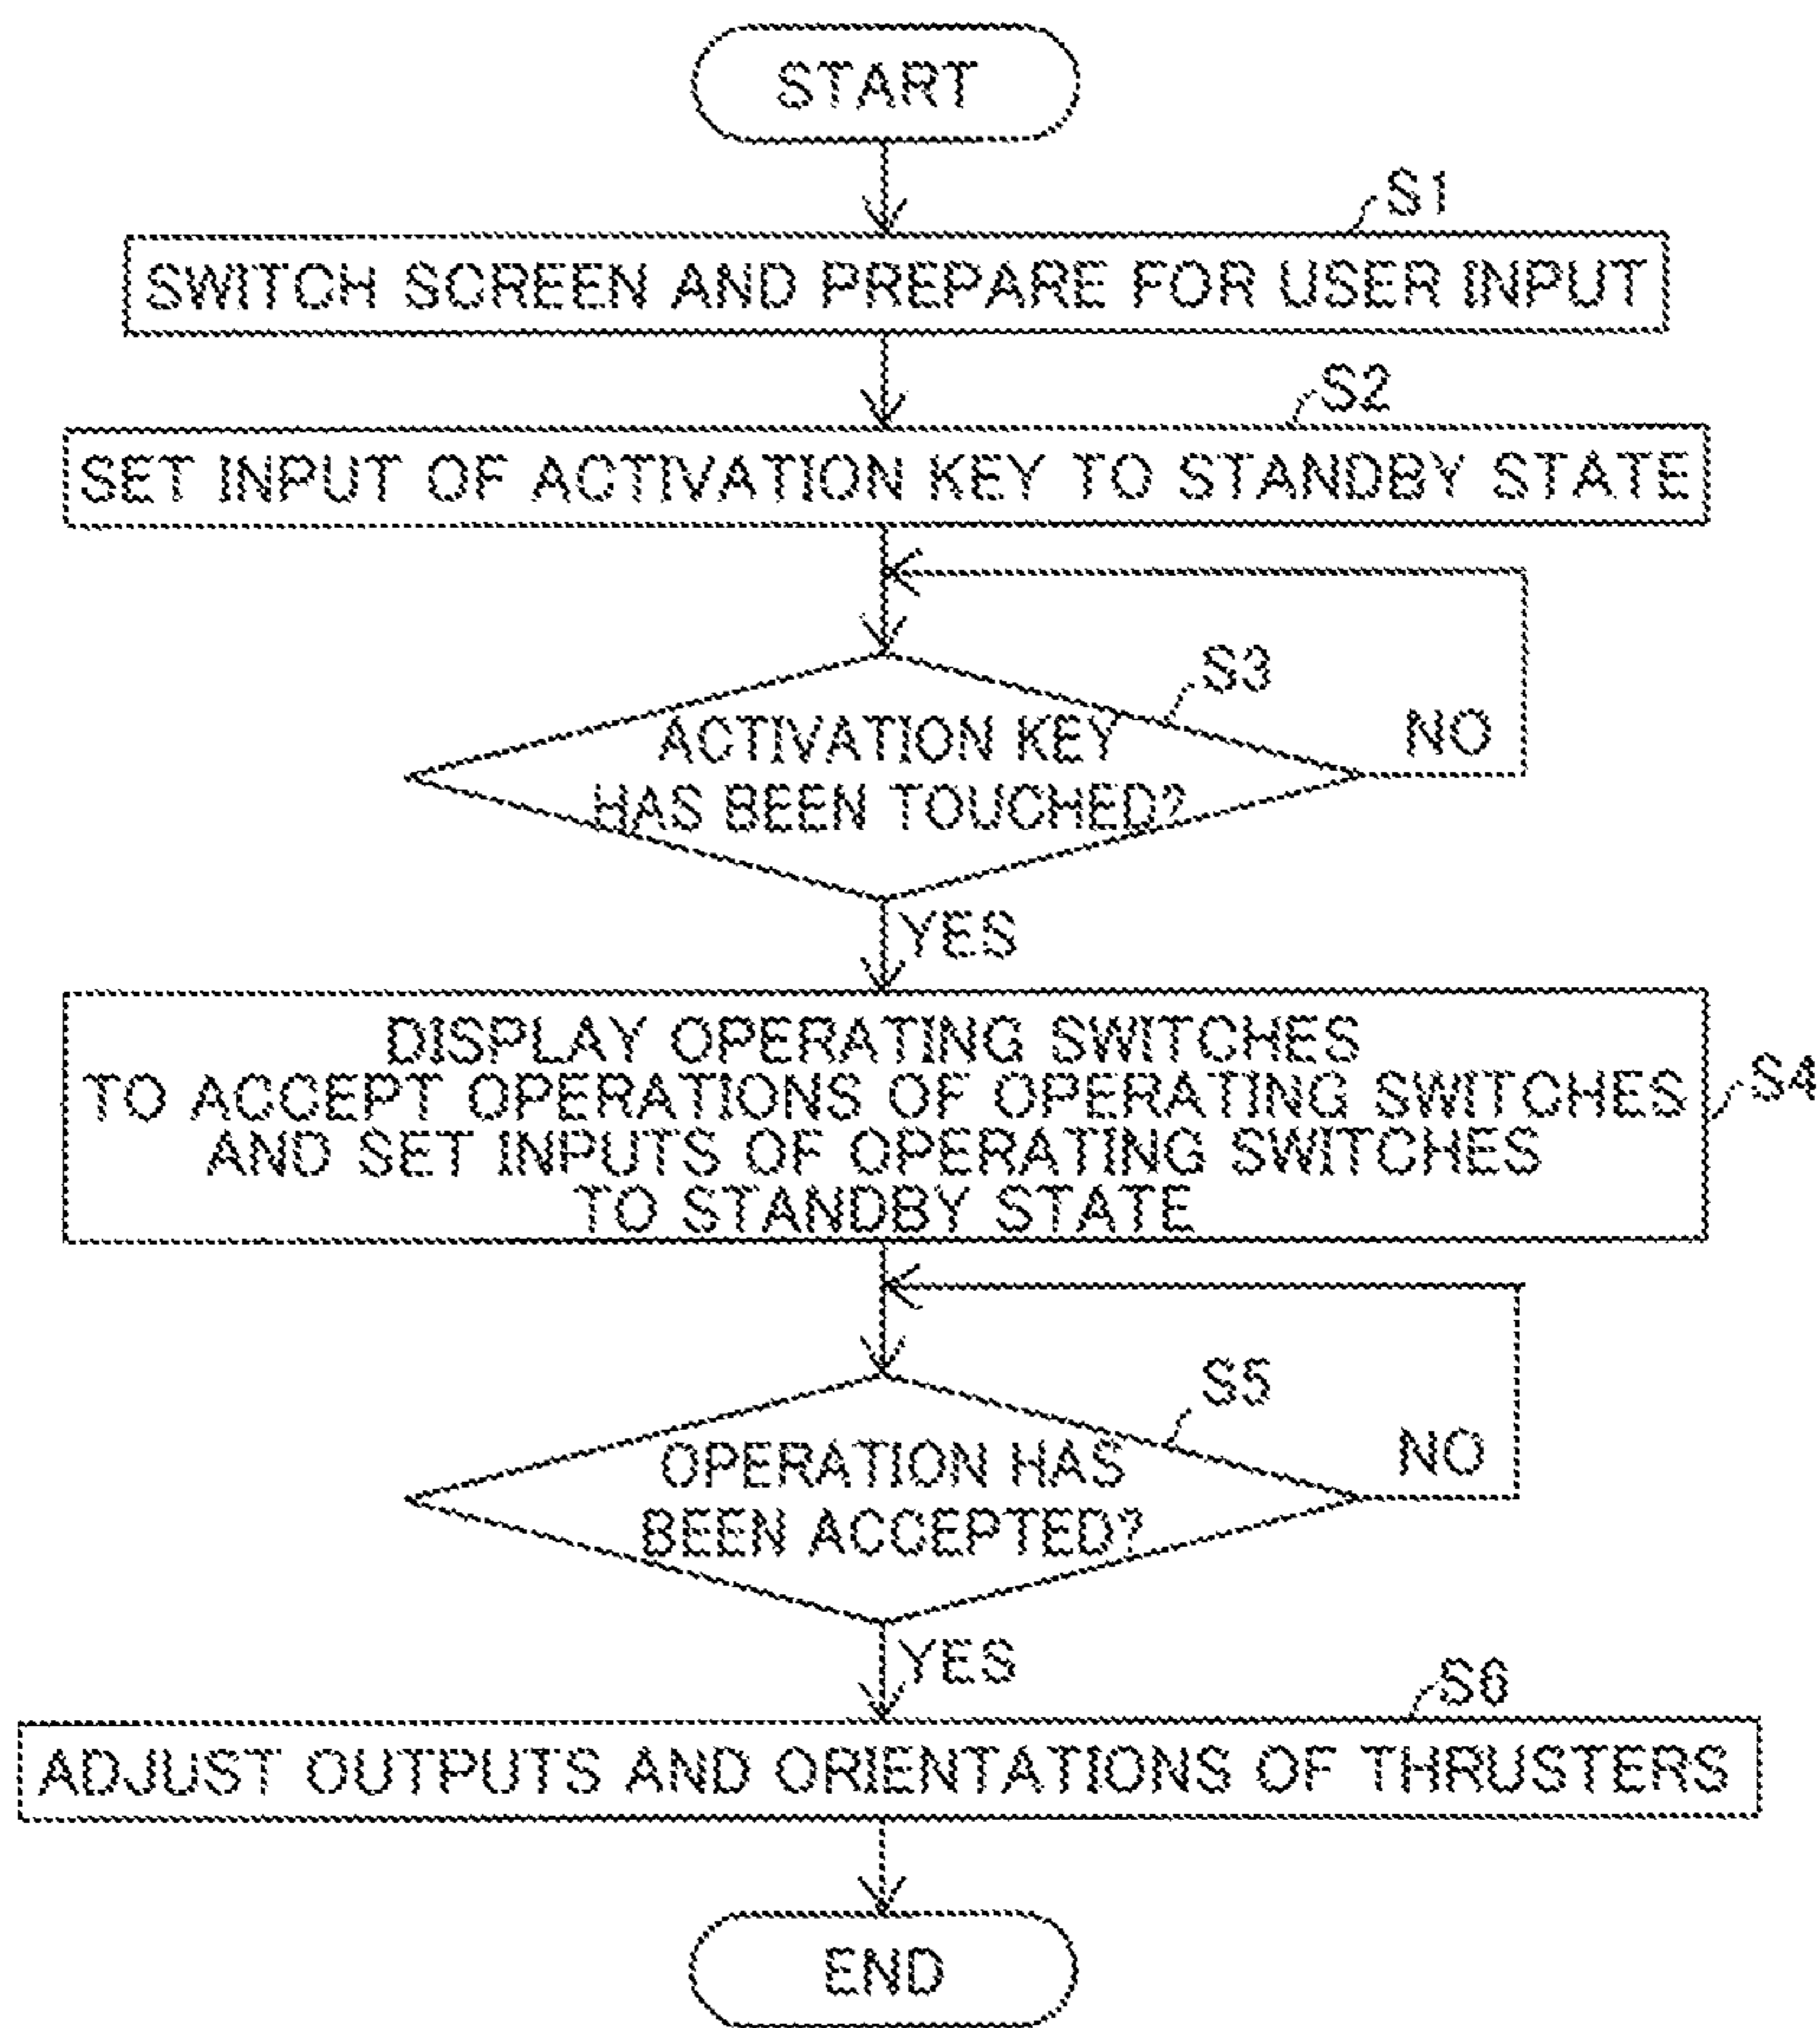 START
S1
SWITCH SCREEN AND PREPARE FOR USER INPUT
S2
SET INPUT OF ACTIVATION KEY TO STANDBY STATE
S3
ACTIVATION KEY
HAS BEEN TOUCHED?
NO
YES
DISPLAY OPERATING SWITCHES
TO ACCEPT OPERATIONS OF OPERATING SWITCHES
AND SET INPUTS OF OPERATING SWITCHES
TO STANDBY STATE
S4
S5
OPERATION HAS
BEEN ACCEPTED?
NO
YES
S6
ADJUST OUTPUTS AND ORIENTATIONS OF THRUSTERS
END